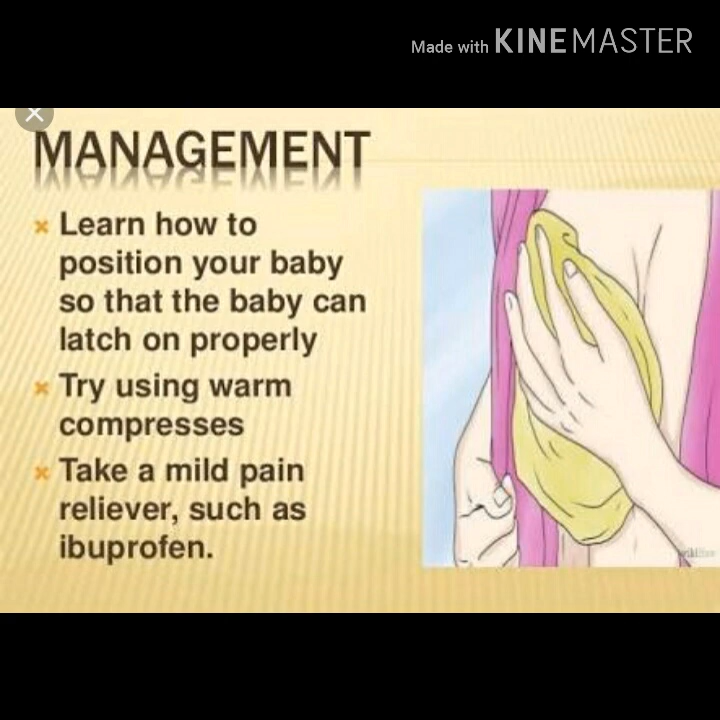 Made with KINEMASTER
MANAGEMENT
Learn how to
position your baby
so that the baby can
latch on properly
Try using warm
compresses
Take a mild pain
reliever, such as
ibuprofen.
wikiHow